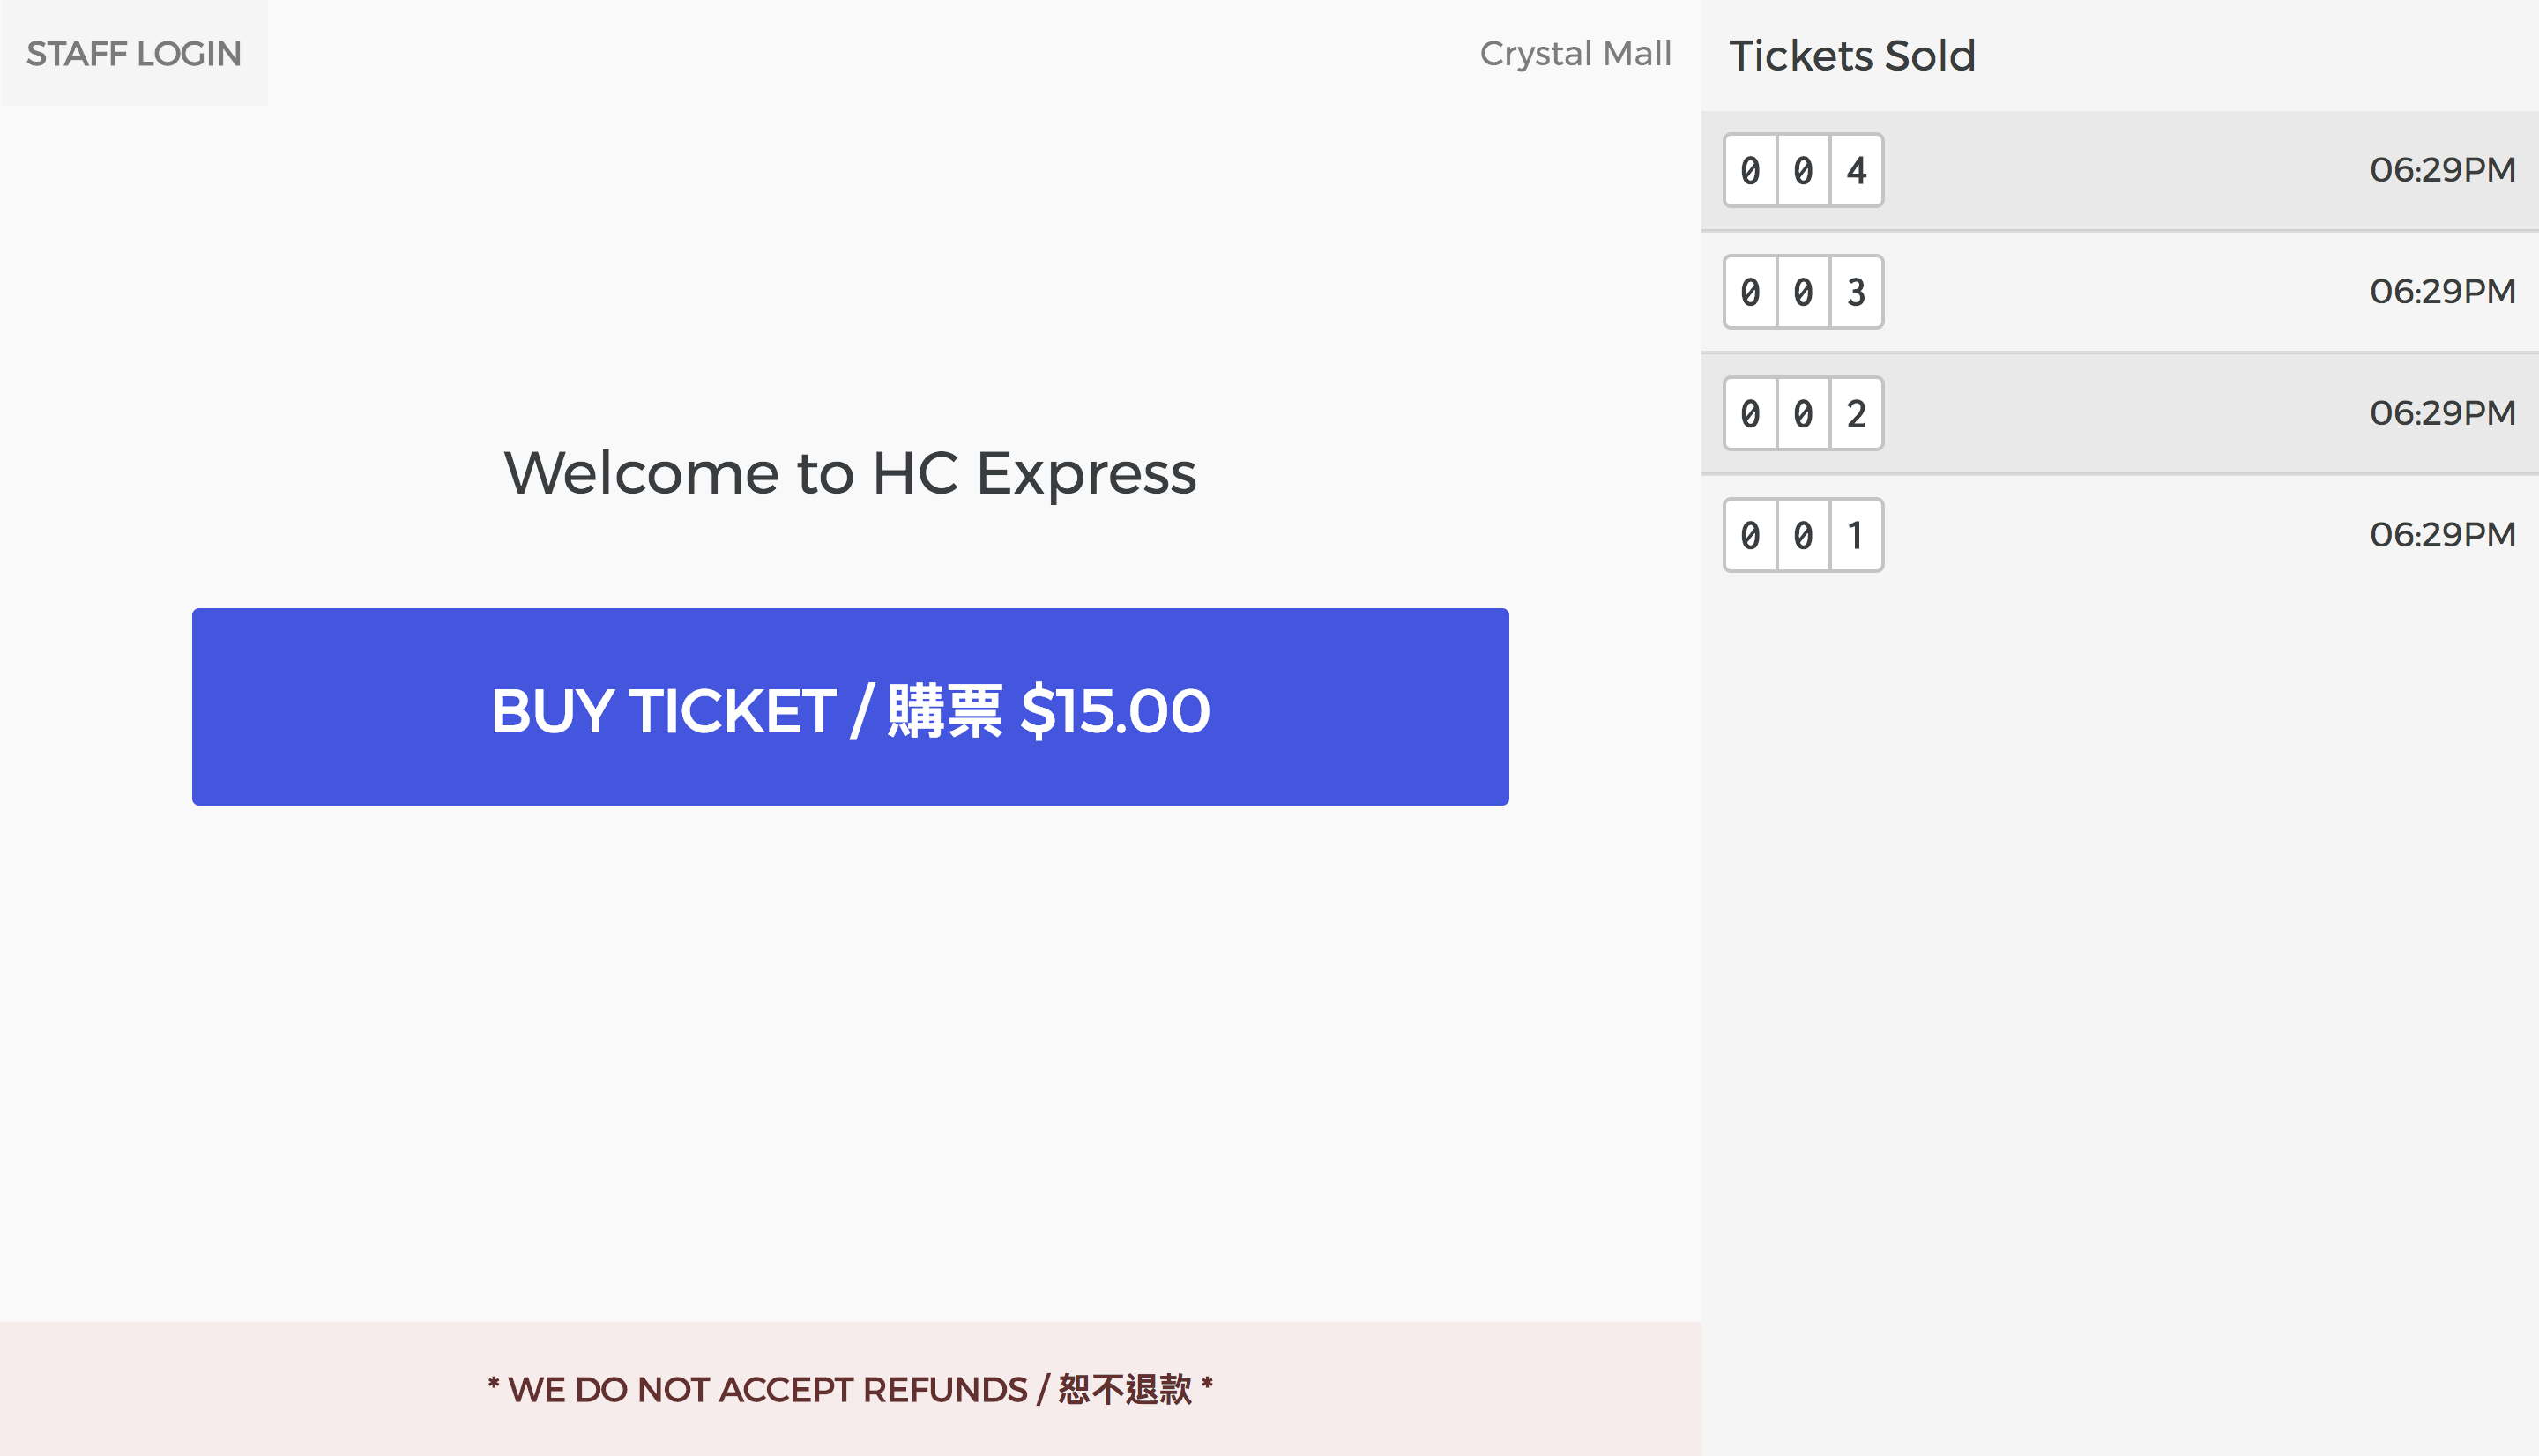 STAFF LOGIN
Crystal Mall
Welcome to HC Express
BUY TICKET / 購票 $15.00
* WE DO NOT ACCEPT REFUNDS / 恕不退款 *
Tickets Sold
0 0 4 06:29PM
0 0 3 06:29PM
0 0 2 06:29PM
0 0 1 06:29PM